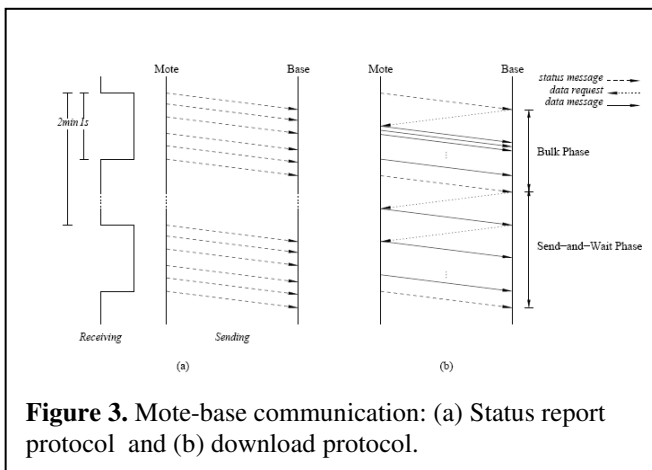 Mote
Base
Mote
Base
status message
data request
data message
2min
1s
Bulk Phase
Send-and-Wait Phase
Receiving
Sending
(a)
(b)
Figure 3. Mote-base communication: (a) Status report
protocol and (b) download protocol.